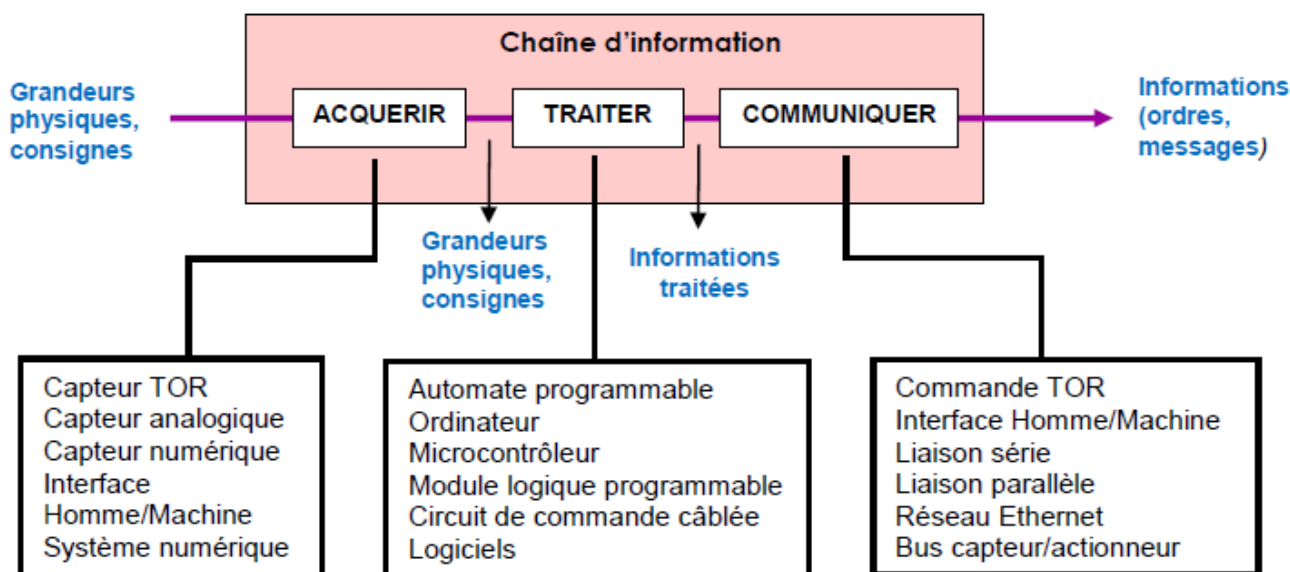 Chaîne d'information
Grandeurs
physiques,
consignes
ACQUERIR
TRAITER
COMMUNIQUER
Informations
(ordres,
messages)
Grandeurs
physiques,
consignes
Informations
traitées
Capteur TOR
Capteur analogique
Capteur numérique
Interface
Homme/Machine
Système numérique
Automate programmable
Ordinateur
Microcontrôleur
Module logique programmable
Circuit de commande câblée
Logiciels
Commande TOR
Interface Homme/Machine
Liaison série
Liaison parallèle
Réseau Ethernet
Bus capteur/actionneur